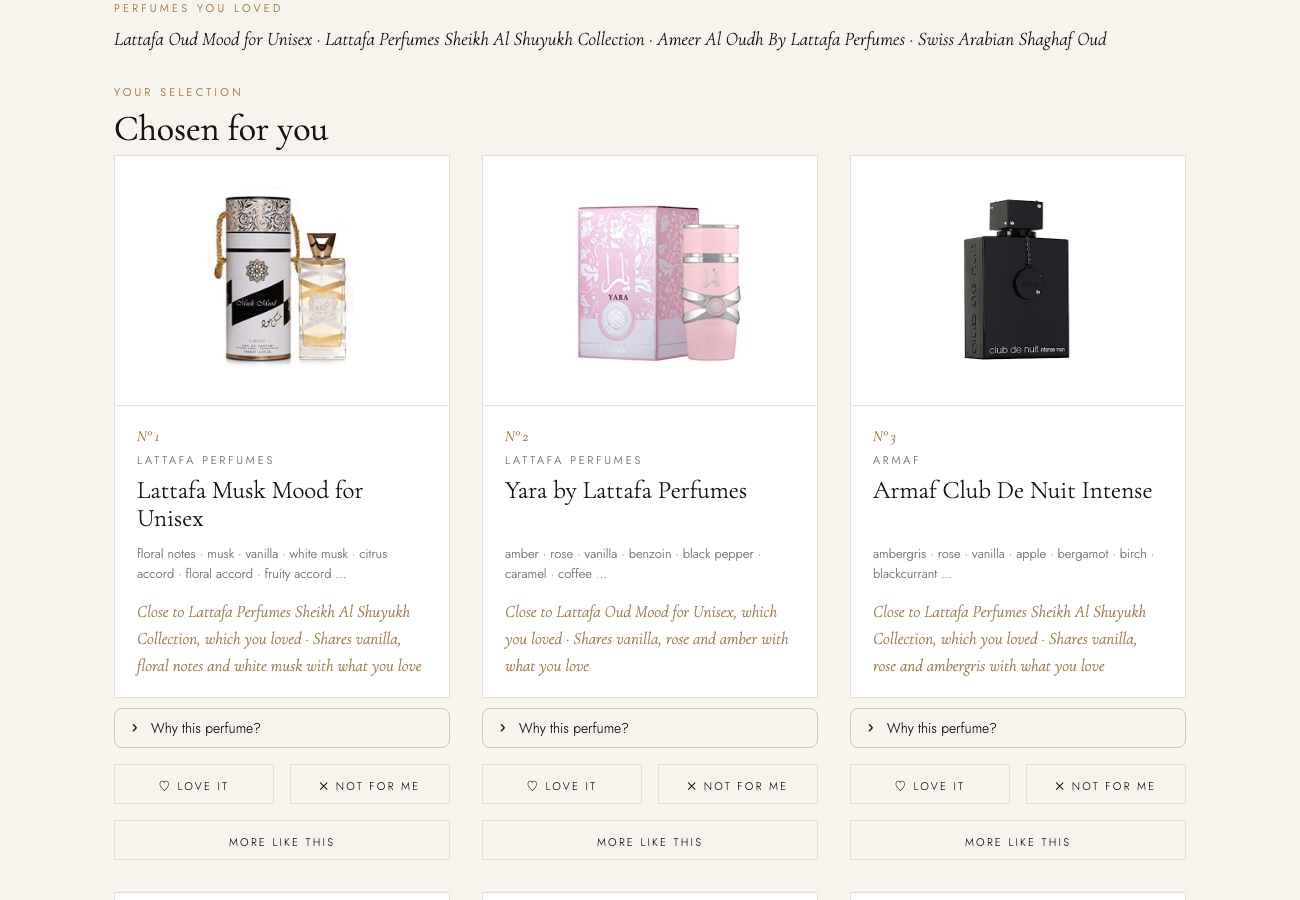 PERFUMES YOU LOVED
Lattafa Oud Mood for Unisex · Lattafa Perfumes Sheikh Al Shuyukh Collection · Ameer Al Oudh By Lattafa Perfumes · Swiss Arabian Shaghaf Oud
YOUR SELECTION
Chosen for you
Musk Mood
YARA
club de nuit intense man
Nº 1
LATTAFA PERFUMES
Lattafa Musk Mood for
Unisex
floral notes · musk · vanilla · white musk · citrus
accord · floral accord · fruity accord ...
Close to Lattafa Perfumes Sheikh Al Shuyukh
Collection, which you loved · Shares vanilla,
floral notes and white musk with what you love
Why this perfume?
♡ LOVE IT
✕ NOT FOR ME
MORE LIKE THIS
Nº 2
LATTAFA PERFUMES
Yara by Lattafa Perfumes
amber · rose · vanilla · benzoin · black pepper ·
caramel · coffee ...
Close to Lattafa Oud Mood for Unisex, which
you loved · Shares vanilla, rose and amber with
what you love
Why this perfume?
♡ LOVE IT
✕ NOT FOR ME
MORE LIKE THIS
Nº 3
ARMAF
Armaf Club De Nuit Intense
ambergris · rose · vanilla · apple · bergamot · birch ·
blackcurrant ...
Close to Lattafa Perfumes Sheikh Al Shuyukh
Collection, which you loved · Shares vanilla,
rose and ambergris with what you love
Why this perfume?
♡ LOVE IT
✕ NOT FOR ME
MORE LIKE THIS